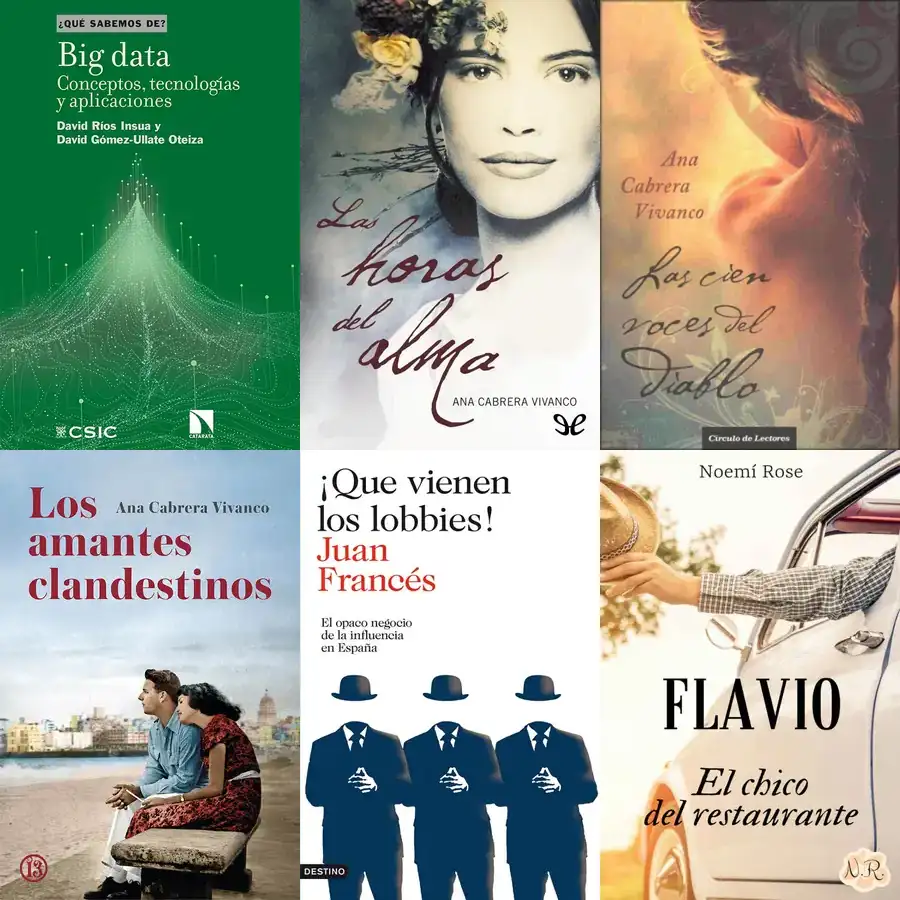 ¿QUÉ SABEMOS DE?
Big data
Conceptos, tecnologías
y aplicaciones
David Ríos Insua y
David Gómez-Ullate Oteiza
CSIC
CATARATA
Las
horas
del
alma
ANA CABRERA VIVANCO
Ana
Cabrera
Vivanco
Las cien
voces del
Diablo
Círculo de Lectores
Los
amantes
clandestinos
Ana Cabrera Vivanco
13
¡Que vienen
los lobbies!
Juan
Francés
El opaco negocio
de la influencia
en España
DESTINO
Noemí Rose
FLAVIO
El chico
del restaurante
N.R.